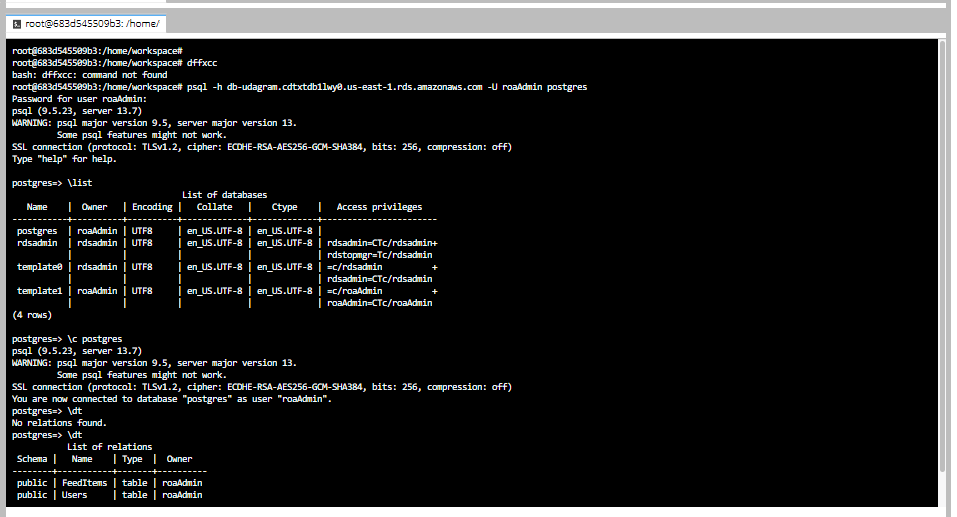 root@683d545509b3: /home/
root@683d545509b3:/home/workspace#
root@683d545509b3:/home/workspace# dffxcc
bash: dffxcc: command not found
root@683d545509b3:/home/workspace# psql -h db-udagram.cdtxtdb1lwy0.us-east-1.rds.amazonaws.com -U roaAdmin postgres
Password for user roaAdmin:
psql (9.5.23, server 13.7)
WARNING: psql major version 9.5, server major version 13.
         Some psql features might not work.
SSL connection (protocol: TLSv1.2, cipher: ECDHE-RSA-AES256-GCM-SHA384, bits: 256, compression: off)
Type "help" for help.

postgres=> \list
                                  List of databases
   Name    |  Owner   | Encoding |   Collate   |    Ctype    |   Access privileges
-----------+----------+----------+-------------+-------------+-----------------------
 postgres  | roaAdmin | UTF8     | en_US.UTF-8 | en_US.UTF-8 |
 rdsadmin  | rdsadmin | UTF8     | en_US.UTF-8 | en_US.UTF-8 | rdsadmin=CTc/rdsadmin+
           |          |          |             |             | rdstopmgr=Tc/rdsadmin
 template0 | rdsadmin | UTF8     | en_US.UTF-8 | en_US.UTF-8 | =c/rdsadmin          +
           |          |          |             |             | rdsadmin=CTc/rdsadmin
 template1 | roaAdmin | UTF8     | en_US.UTF-8 | en_US.UTF-8 | =c/roaAdmin          +
           |          |          |             |             | roaAdmin=CTc/roaAdmin
(4 rows)

postgres=> \c postgres
psql (9.5.23, server 13.7)
WARNING: psql major version 9.5, server major version 13.
         Some psql features might not work.
SSL connection (protocol: TLSv1.2, cipher: ECDHE-RSA-AES256-GCM-SHA384, bits: 256, compression: off)
You are now connected to database "postgres" as user "roaAdmin".
postgres=> \dt
No relations found.
postgres=> \dt
           List of relations
 Schema |   Name    | Type  |  Owner
--------+-----------+-------+----------
 public | FeedItems | table | roaAdmin
 public | Users     | table | roaAdmin